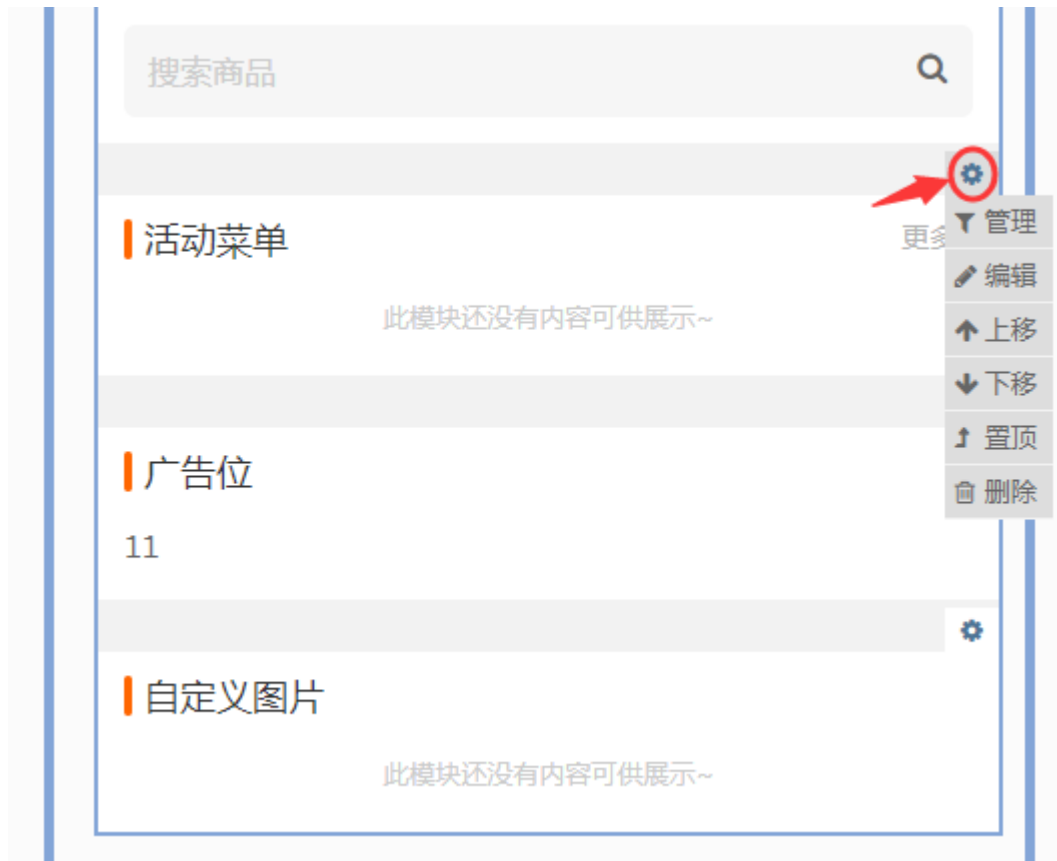 搜索商品
活动菜单
更多
管理
编辑
此模块还没有内容可供展示~
上移
下移
置顶
广告位
删除
11
自定义图片
此模块还没有内容可供展示~